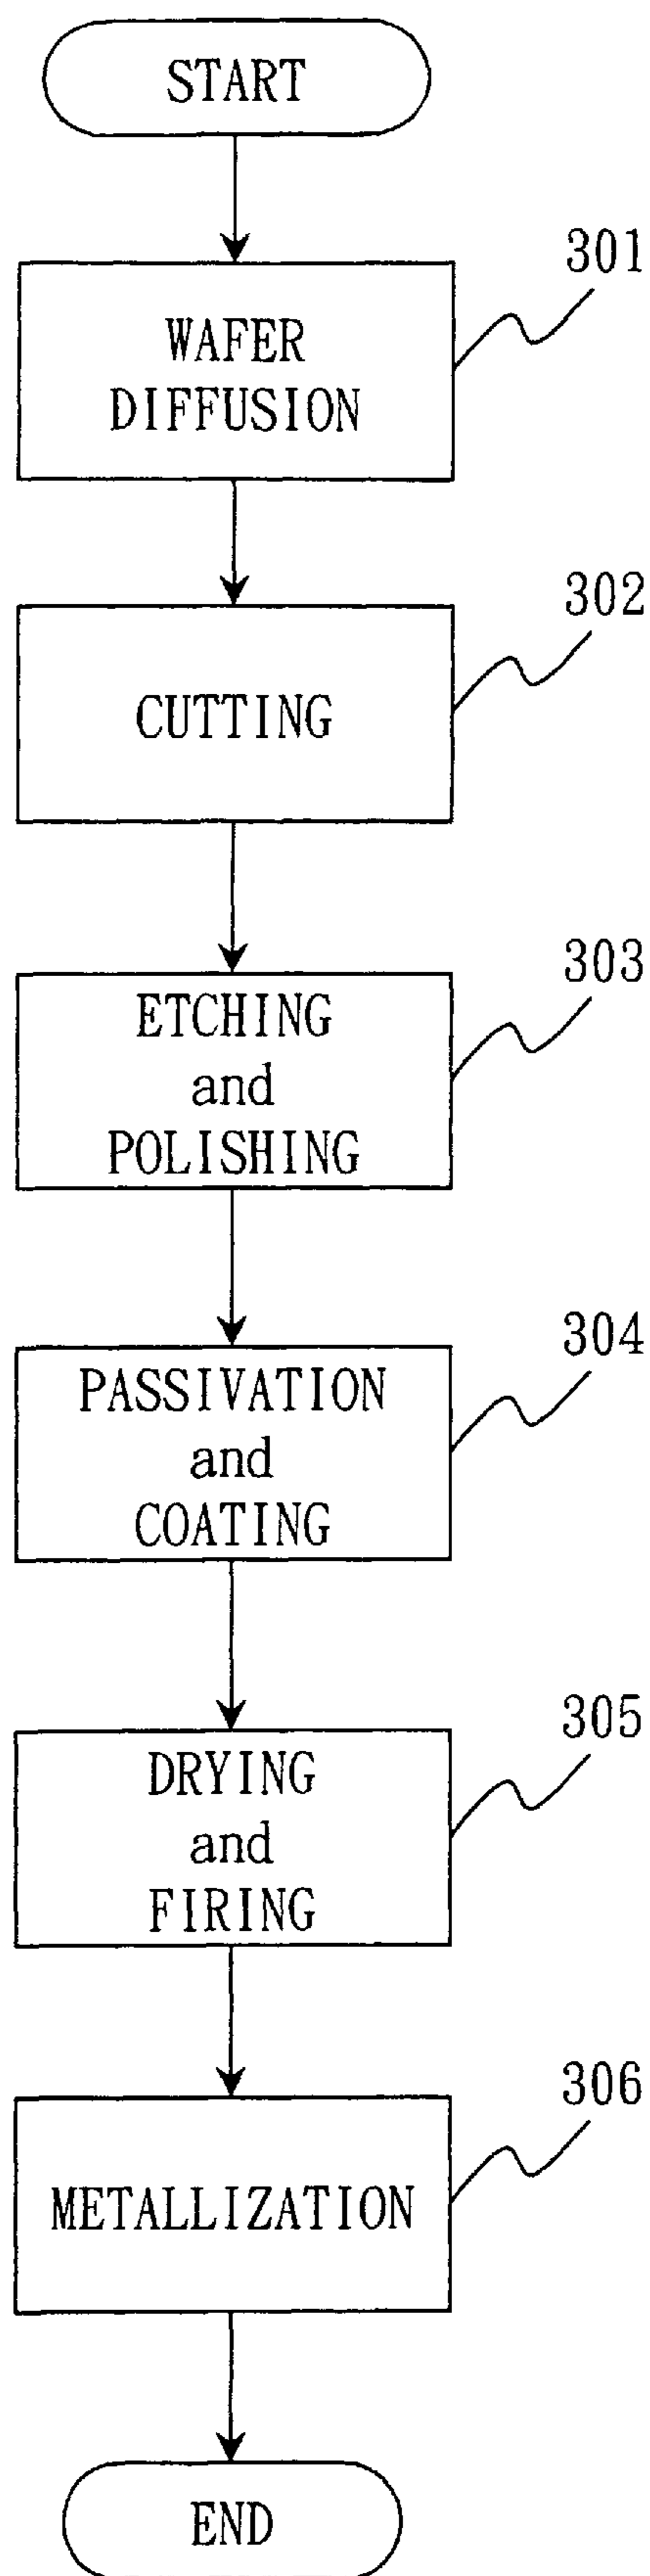 START
301
WAFER
DIFFUSION
302
CUTTING
303
ETCHING
and
POLISHING
304
PASSIVATION
and
COATING
305
DRYING
and
FIRING
306
METALLIZATION
END